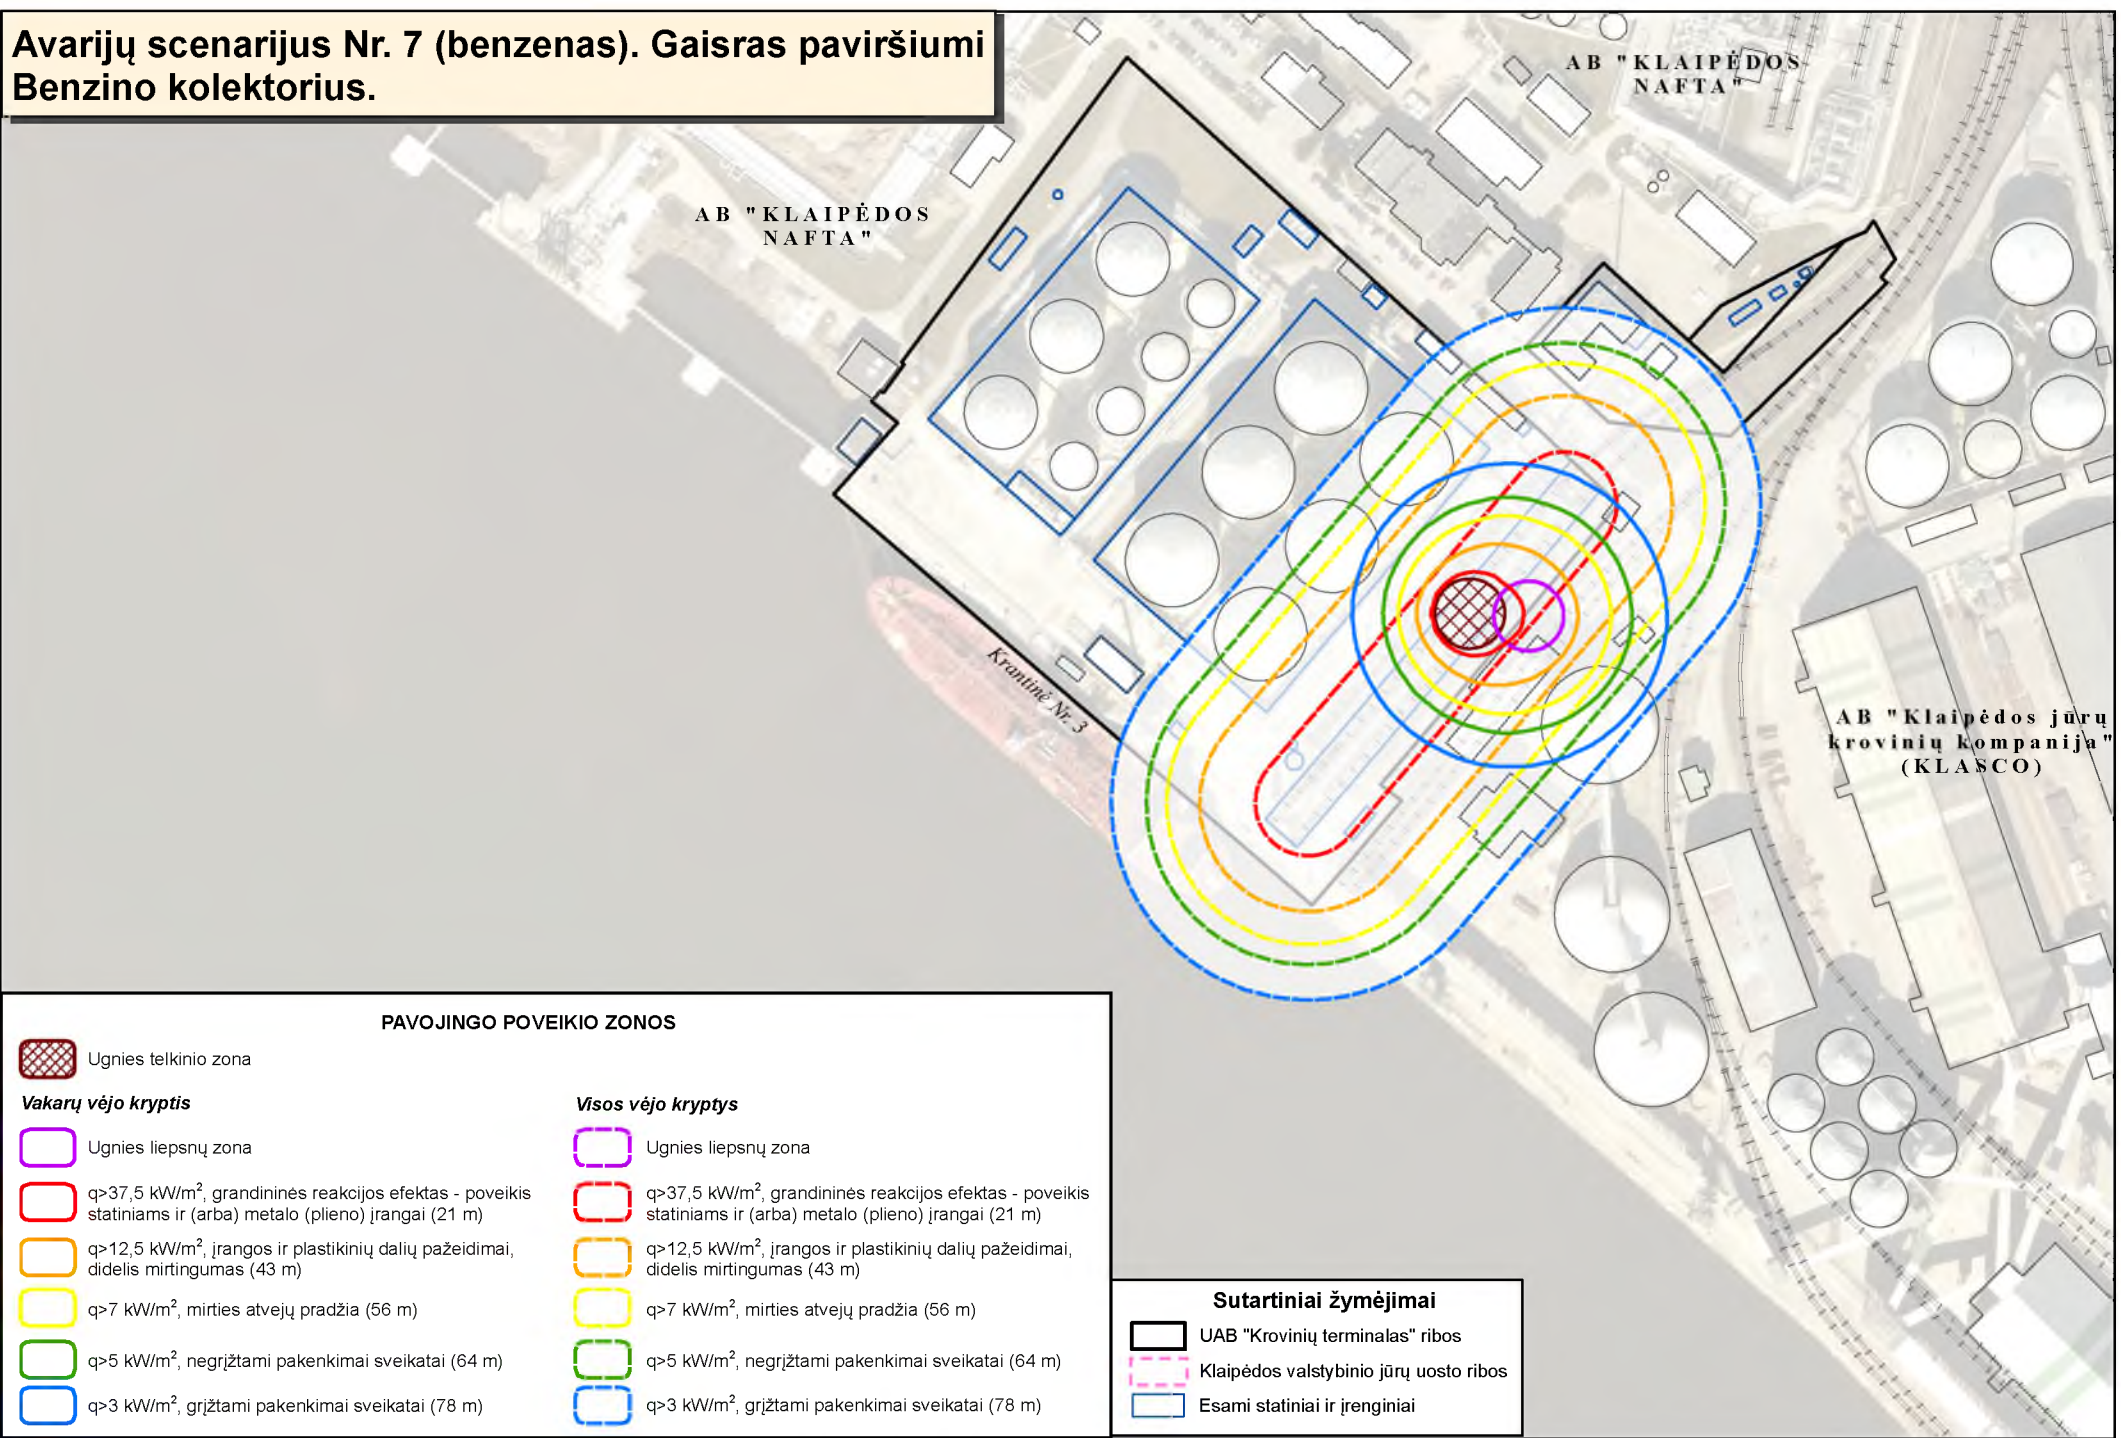 Avarijų scenarijus Nr. 7 (benzenas). Gaisras paviršiumi
Benzino kolektorius.
AB "KLAIPĖDOS
NAFTA"
AB "KLAIPĖDOS
NAFTA"
Krantinė Nr. 3
AB "Klaipėdos jūrų
krovinių kompanija"
(KLASCO)
PAVOJINGO POVEIKIO ZONOS
Ugnies telkinio zona
Vakarų vėjo kryptis
Ugnies liepsnų zona
q>37,5 kW/m², grandininės reakcijos efektas - poveikis
statiniams ir (arba) metalo (plieno) įrangai (21 m)
q>12,5 kW/m², įrangos ir plastikinių dalių pažeidimai,
didelis mirtingumas (43 m)
q>7 kW/m², mirties atvejų pradžia (56 m)
q>5 kW/m², negrįžtami pakenkimai sveikatai (64 m)
q>3 kW/m², grįžtami pakenkimai sveikatai (78 m)
Visos vėjo kryptys
Ugnies liepsnų zona
q>37,5 kW/m², grandininės reakcijos efektas - poveikis
statiniams ir (arba) metalo (plieno) įrangai (21 m)
q>12,5 kW/m², įrangos ir plastikinių dalių pažeidimai,
didelis mirtingumas (43 m)
q>7 kW/m², mirties atvejų pradžia (56 m)
q>5 kW/m², negrįžtami pakenkimai sveikatai (64 m)
q>3 kW/m², grįžtami pakenkimai sveikatai (78 m)
Sutartiniai žymėjimai
UAB "Krovinių terminalas" ribos
Klaipėdos valstybinio jūrų uosto ribos
Esami statiniai ir įrenginiai